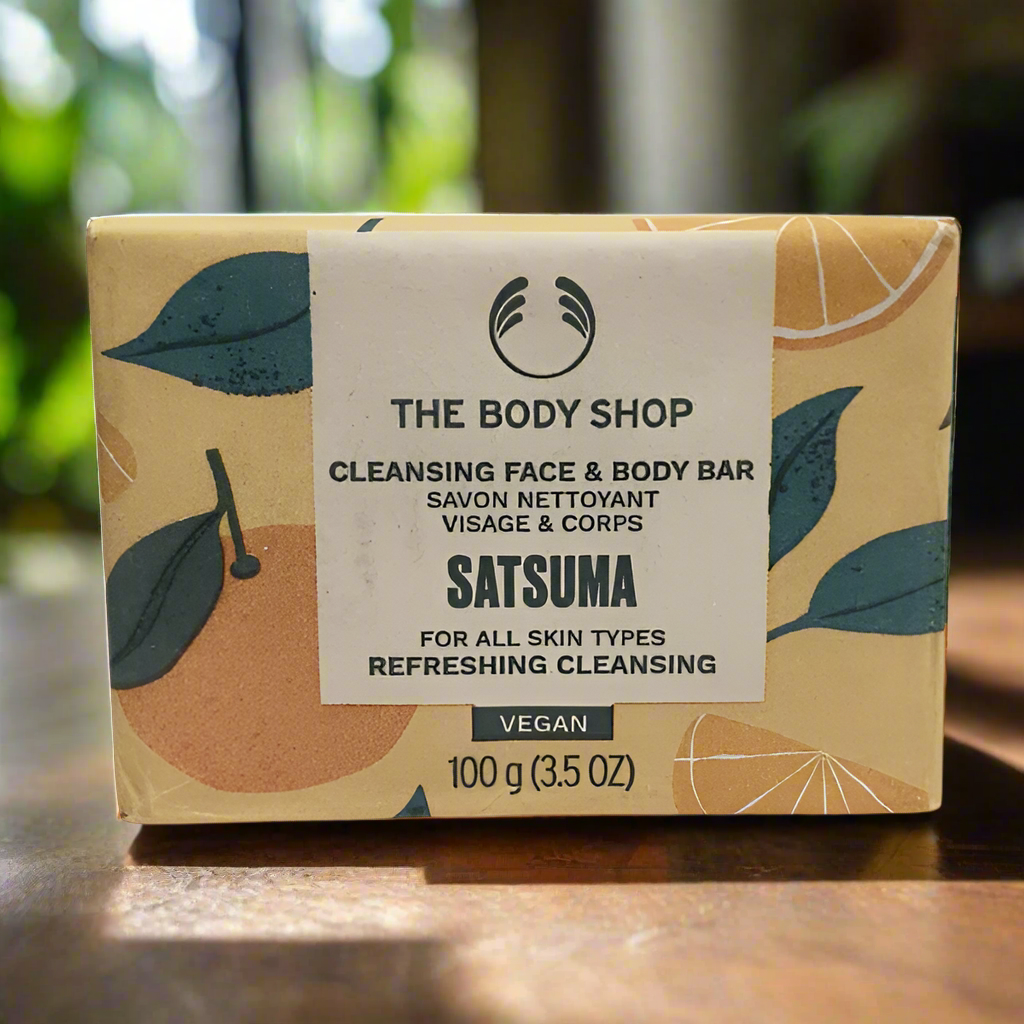 THE BODY SHOP
CLEANSING FACE & BODY BAR
SAVON NETTOYANT
VISAGE & CORPS
SATSUMA
FOR ALL SKIN TYPES
REFRESHING CLEANSING
VEGAN
100 g (3.5 OZ)